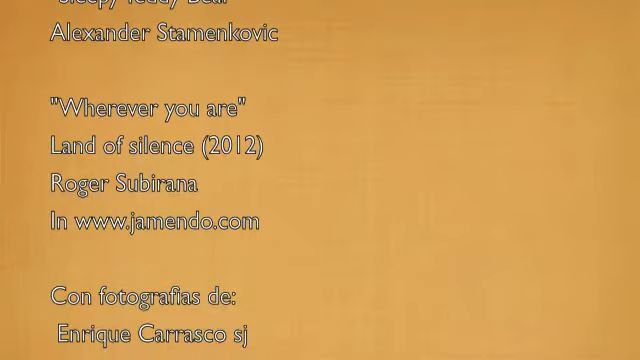 "Sleepy Teddy Bear"
Alexander Stamenkovic
"Wherever you are"
Land of silence (2012)
Roger Subirana
In www.jamendo.com
Con fotografias de:
Enrique Carrasco sj